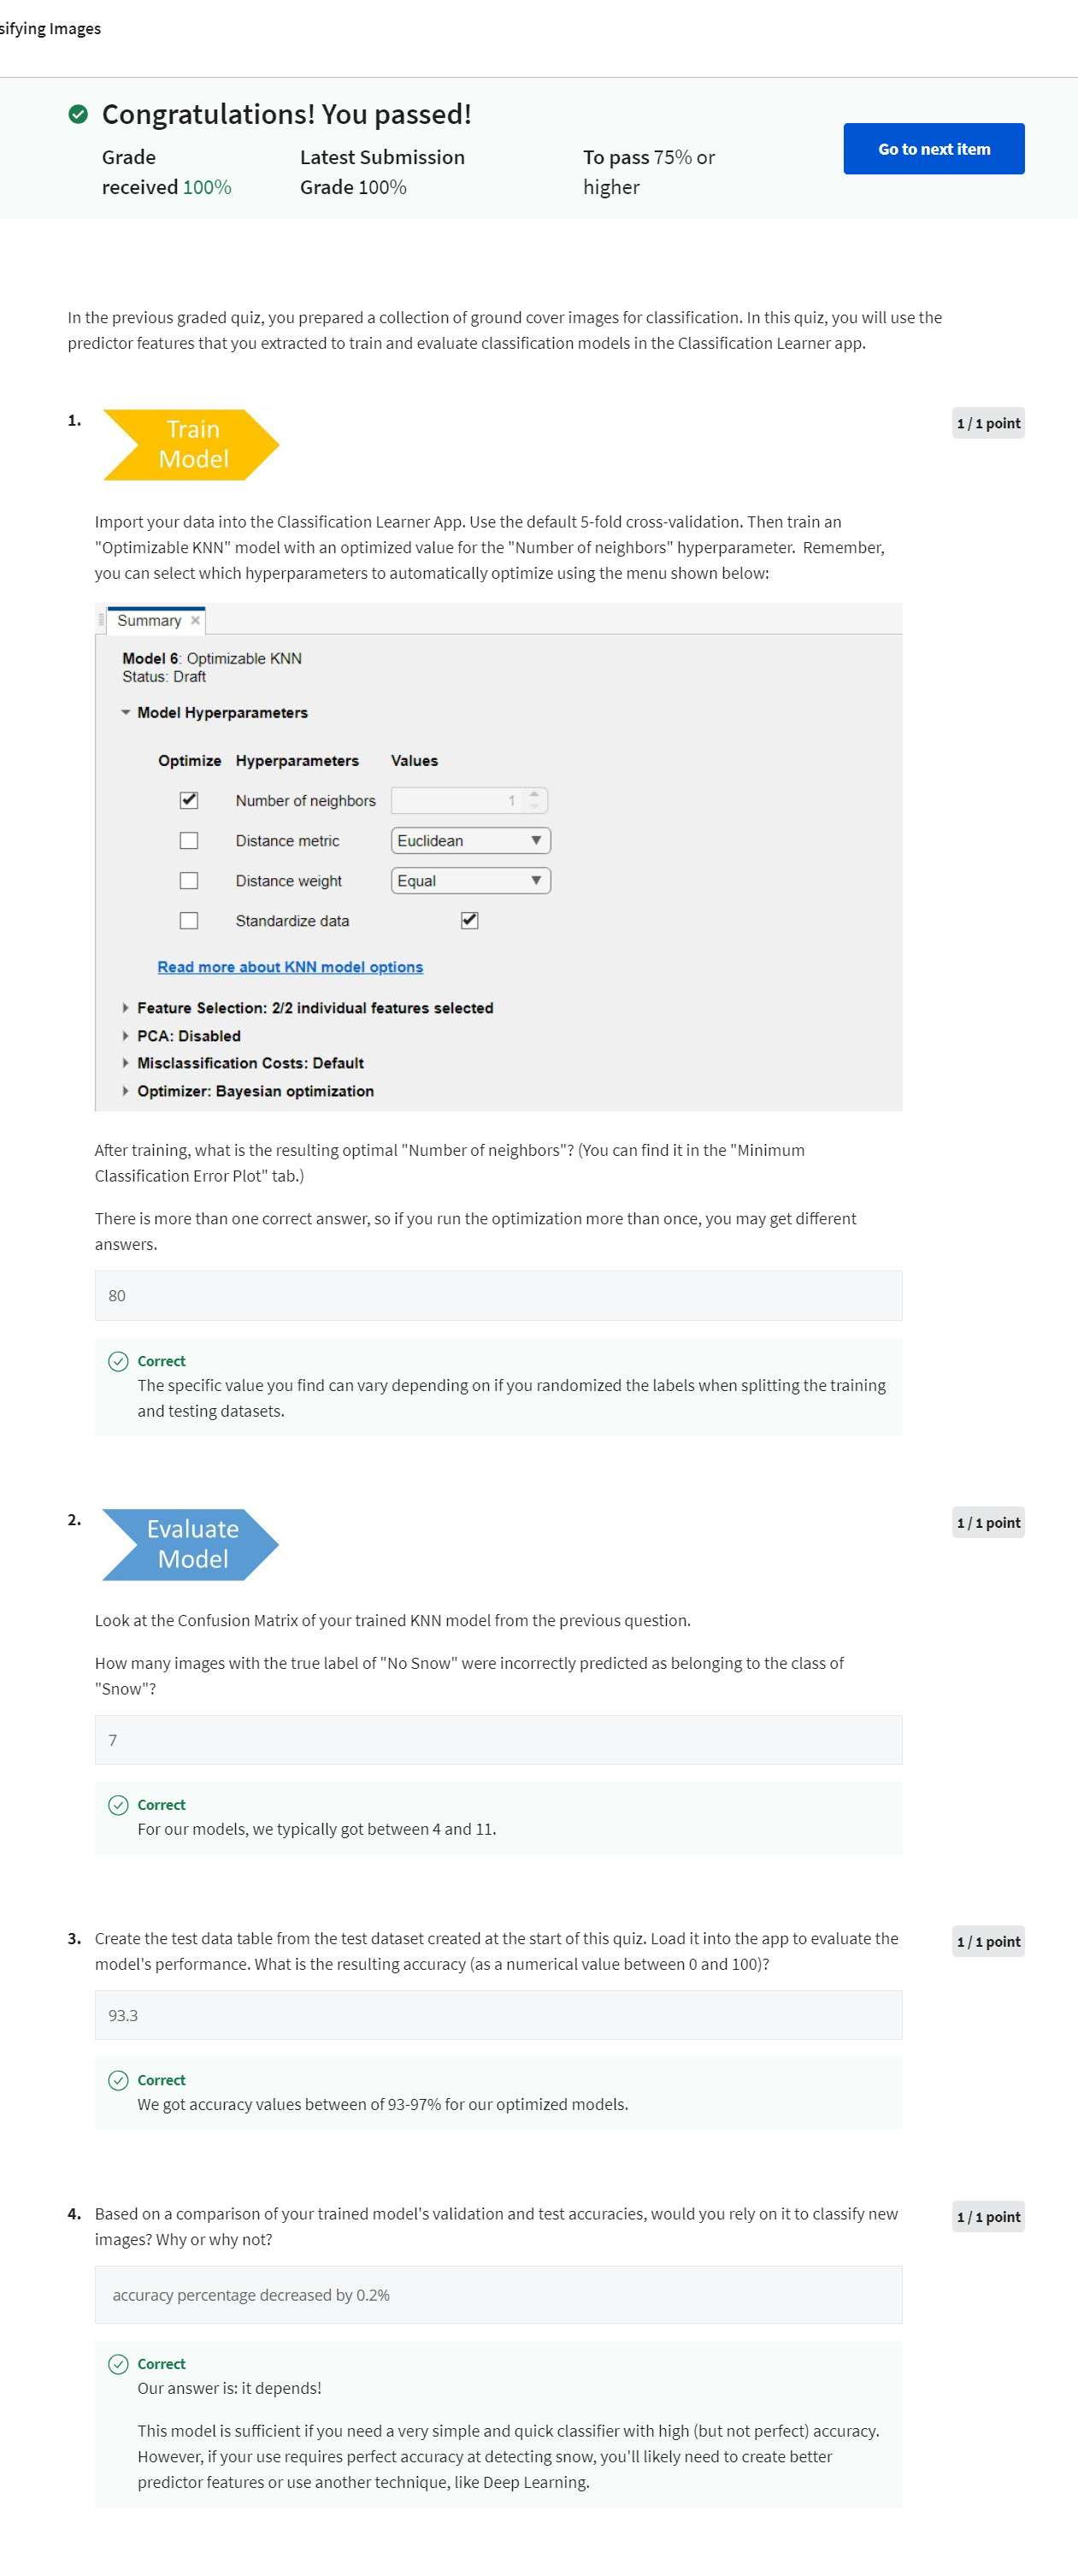 sifying Images
Congratulations! You passed!
Grade
received 100%
Latest Submission
Grade 100%
To pass 75% or
higher
Go to next item
In the previous graded quiz, you prepared a collection of ground cover images for classification. In this quiz, you will use the
predictor features that you extracted to train and evaluate classification models in the Classification Learner app.
1.
Train
Model
1 / 1 point
Import your data into the Classification Learner App. Use the default 5-fold cross-validation. Then train an
"Optimizable KNN" model with an optimized value for the "Number of neighbors" hyperparameter. Remember,
you can select which hyperparameters to automatically optimize using the menu shown below:
Summary
Model 6: Optimizable KNN
Status: Draft
Model Hyperparameters
Optimize Hyperparameters Values
Number of neighbors 1
Distance metric Euclidean
Distance weight Equal
Standardize data
Read more about KNN model options
Feature Selection: 2/2 individual features selected
PCA: Disabled
Misclassification Costs: Default
Optimizer: Bayesian optimization
After training, what is the resulting optimal "Number of neighbors"? (You can find it in the "Minimum
Classification Error Plot" tab.)
There is more than one correct answer, so if you run the optimization more than once, you may get different
answers.
80
Correct
The specific value you find can vary depending on if you randomized the labels when splitting the training
and testing datasets.
2.
Evaluate
Model
1 / 1 point
Look at the Confusion Matrix of your trained KNN model from the previous question.
How many images with the true label of "No Snow" were incorrectly predicted as belonging to the class of
"Snow"?
7
Correct
For our models, we typically got between 4 and 11.
3. Create the test data table from the test dataset created at the start of this quiz. Load it into the app to evaluate the
model's performance. What is the resulting accuracy (as a numerical value between 0 and 100)?
1 / 1 point
93.3
Correct
We got accuracy values between of 93-97% for our optimized models.
4. Based on a comparison of your trained model's validation and test accuracies, would you rely on it to classify new
images? Why or why not?
1 / 1 point
accuracy percentage decreased by 0.2%
Correct
Our answer is: it depends!
This model is sufficient if you need a very simple and quick classifier with high (but not perfect) accuracy.
However, if your use requires perfect accuracy at detecting snow, you'll likely need to create better
predictor features or use another technique, like Deep Learning.